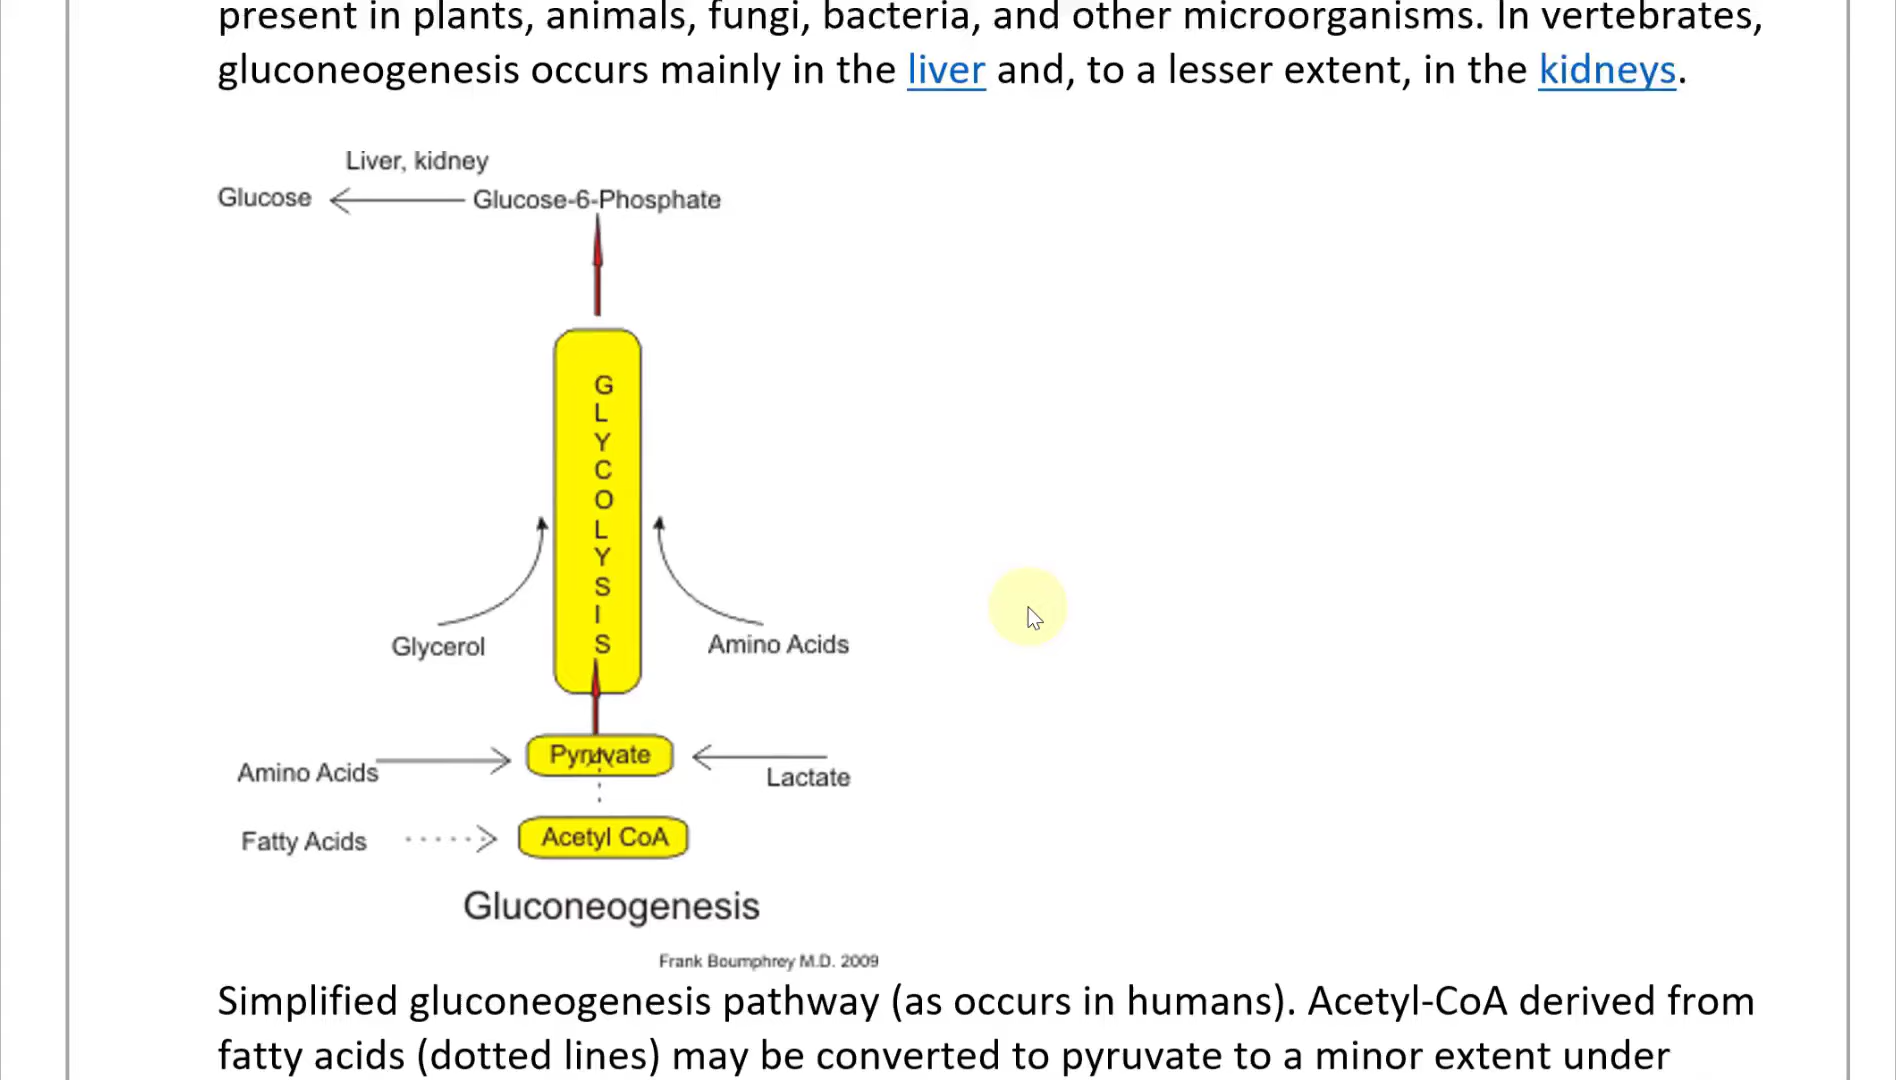 present in plants, animals, fungi, bacteria, and other microorganisms. In vertebrates,
gluconeogenesis occurs mainly in the liver and, to a lesser extent, in the kidneys.
Liver, kidney
Glucose
Glucose-6-Phosphate
G
L
Y
C
O
L
Y
S
I
S
Glycerol
Amino Acids
Pyruvate
Amino Acids
Lactate
Acetyl CoA
Fatty Acids
Gluconeogenesis
Frank Boumphrey M.D. 2009
Simplified gluconeogenesis pathway (as occurs in humans). Acetyl-CoA derived from
fatty acids (dotted lines) may be converted to pyruvate to a minor extent under